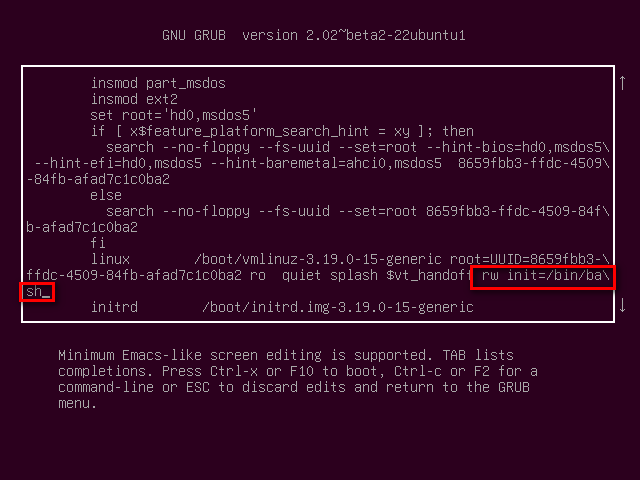 GNU GRUB  version 2.02~beta2-22ubuntu1
insmod part_msdos
insmod ext2
set root='hd0,msdos5'
if [ x$feature_platform_search_hint = xy ]; then
search --no-floppy --fs-uuid --set=root --hint-bios=hd0,msdos5\
--hint-efi=hd0,msdos5 --hint-baremetal=ahci0,msdos5  8659fbb3-ffdc-4509\
-84fb-afad7c1c0ba2
else
search --no-floppy --fs-uuid --set=root 8659fbb3-ffdc-4509-84f\
b-afad7c1c0ba2
fi
linux        /boot/vmlinuz-3.19.0-15-generic root=UUID=8659fbb3-\
ffdc-4509-84fb-afad7c1c0ba2 ro  quiet splash $vt_handoff rw init=/bin/ba\
sh_
initrd        /boot/initrd.img-3.19.0-15-generic
Minimum Emacs-like screen editing is supported. TAB lists
completions. Press Ctrl-x or F10 to boot, Ctrl-c or F2 for a
command-line or ESC to discard edits and return to the GRUB
menu.